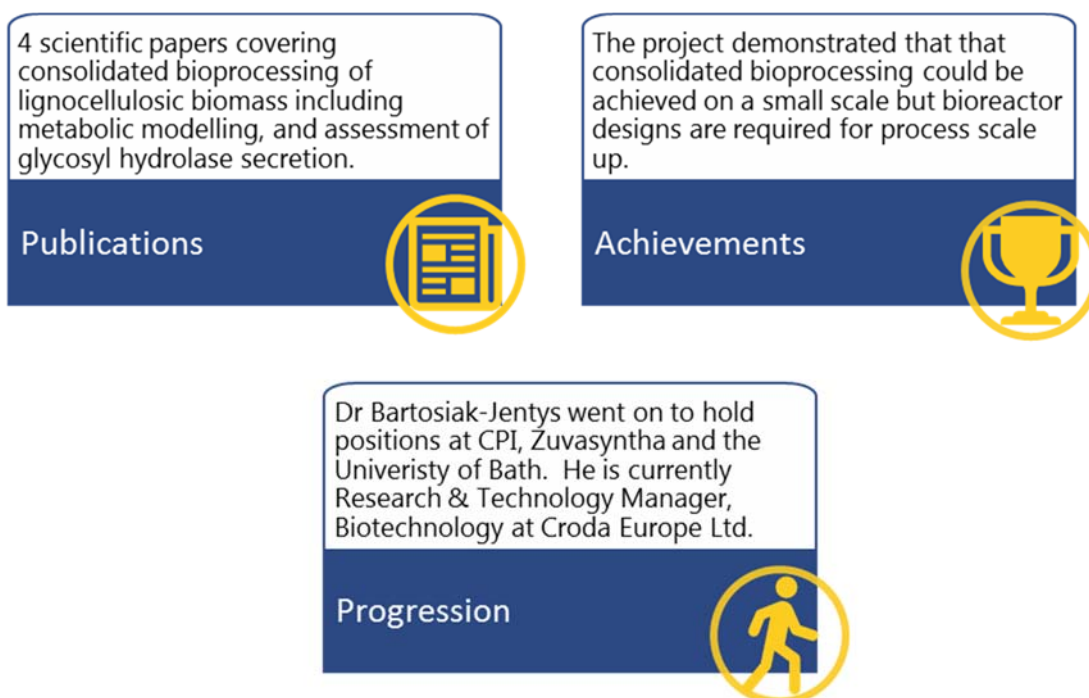 4 scientific papers covering
consolidated bioprocessing of
lignocellulosic biomass including
metabolic modelling, and assessment of
glycosyl hydrolase secretion.
Publications
The project demonstrated that that
consolidated bioprocessing could be
achieved on a small scale but bioreactor
designs are required for process scale
up.
Achievements
Dr Bartosiak-Jentys went on to hold
positions at CPI, Zuvasyntha and the
Univeristy of Bath.  He is currently
Research & Technology Manager,
Biotechnology at Croda Europe Ltd.
Progression